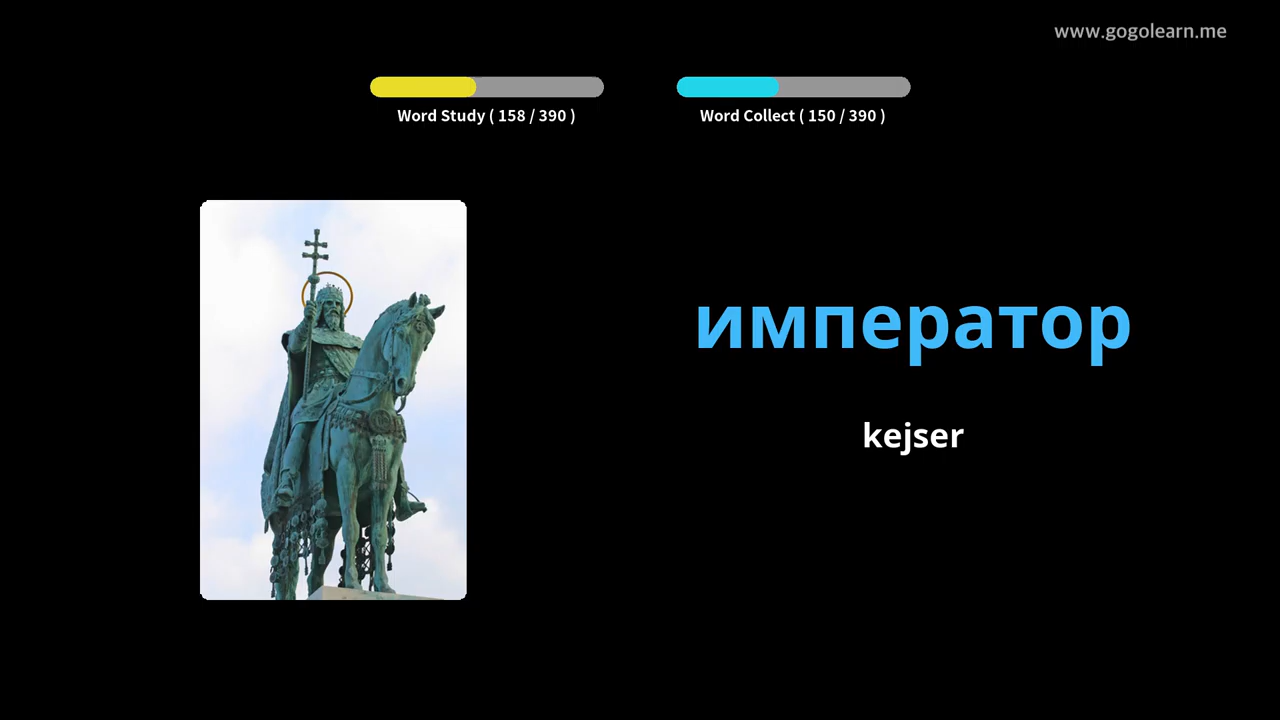 www.gogolearn.me
Word Study ( 158 / 390 )
Word Collect ( 150 / 390 )
император
kejser